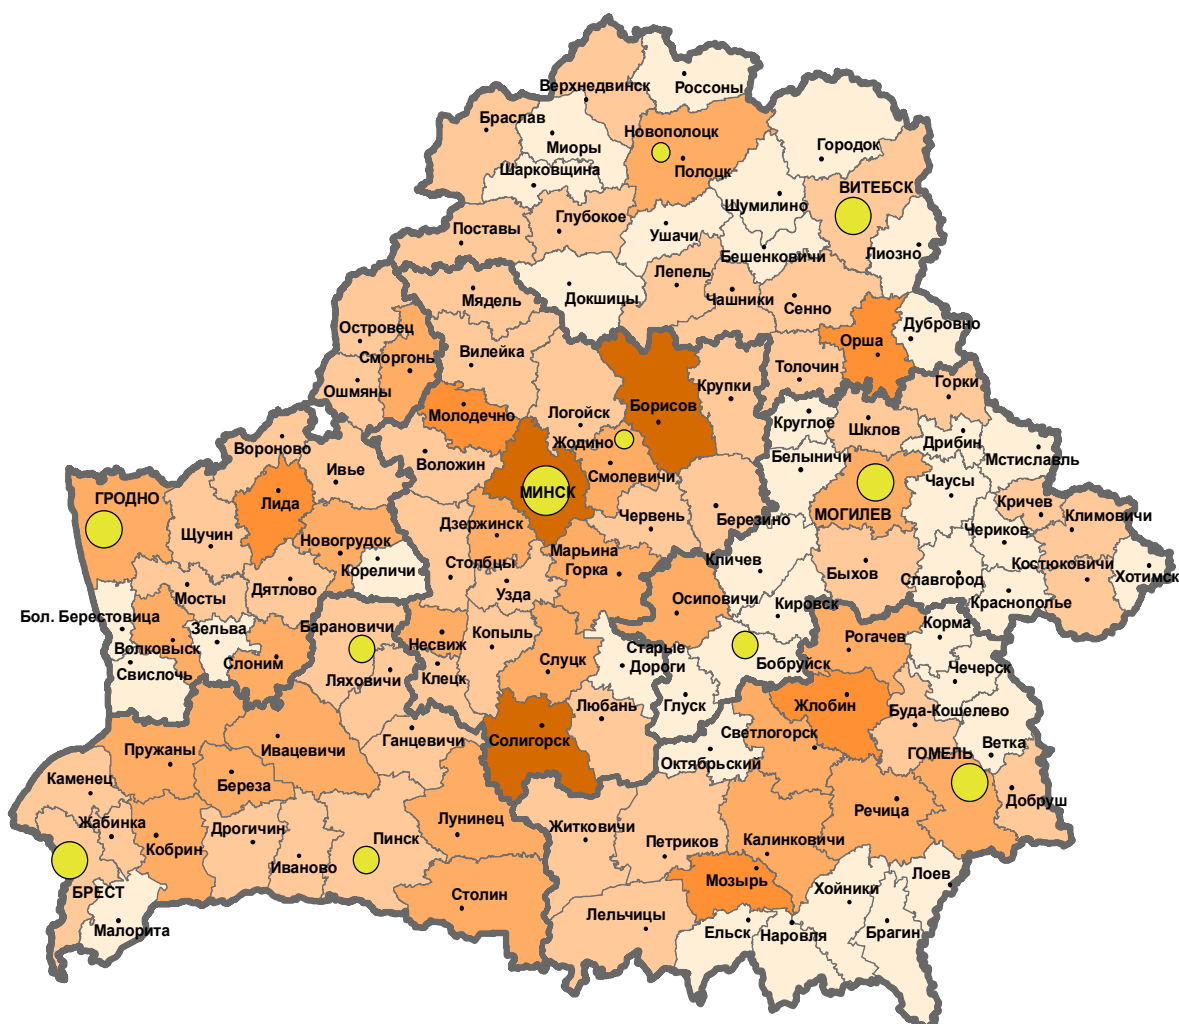 Верхнедвинск
Россоны
Браслав
Миоры
Новополоцк
Полоцк
Шарковщина
Городок
ВИТЕБСК
Шумилино
Глубокое
Поставы
Ушачи
Бешенковичи
Лиозно
Лепель
Докшицы
Чашники
Сенно
Мядель
Островец
Сморгонь
Ошмяны
Вилейка
Дубровно
Орша
Толочин
Крупки
Борисов
Горки
Молодечно
Логойск
Жодино
Круглое
Шклов
Дрибин
Мстиславль
Вороново
Ивье
Воложин
Смолевичи
Белыничи
Чаусы
МИНСК
ГРОДНО
Лида
Щучин
Новогрудок
Кореличи
Дзержинск
Червень
Березино
МОГИЛЕВ
Кричев
Климовичи
Чериков
Марьина
Горка
Столбцы
Узда
Кличев
Быхов
Славгород
Костюковичи
Хотимск
Краснополье
Дятлово
Мосты
Бол. Берестовица
Зельва
Волковыск
Свислочь
Слоним
Барановичи
Ляховичи
Несвиж
Клецк
Копыль
Слуцк
Старые
Дороги
Осиповичи
Кировск
Бобруйск
Рогачев
Корма
Чечерск
Глуск
Любань
Солигорск
Жлобин
Буда-Кошелево
Светлогорск
Октябрьский
ГОМЕЛЬ
Ветка
Добруш
Пружаны
Ивацевичи
Ганцевичи
Каменец
Береза
Жабинка
Кобрин
Дрогичин
Иваново
Пинск
Лунинец
Житковичи
Петриков
Калинковичи
Речица
БРЕСТ
Малорита
Столин
Лельчицы
Мозырь
Ельск
Наровля
Хойники
Брагин
Лоев